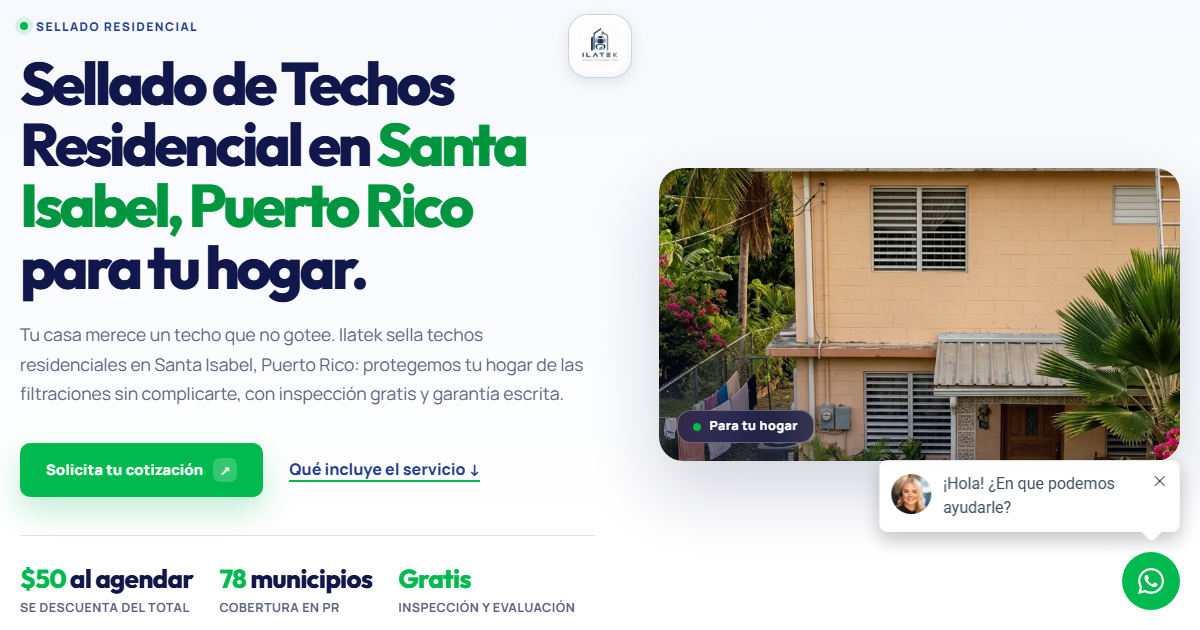 SELLADO RESIDENCIAL
ILATEK
Sellado de Techos
Residencial en Santa
Isabel, Puerto Rico
para tu hogar.
Tu casa merece un techo que no gotee. Ilatek sella techos
residenciales en Santa Isabel, Puerto Rico: protegemos tu hogar de las
filtraciones sin complicarte, con inspección gratis y garantía escrita.
Solicita tu cotización ↗
Qué incluye el servicio ↓
$50 al agendar
SE DESCUENTA DEL TOTAL
78 municipios
COBERTURA EN PR
Gratis
INSPECCIÓN Y EVALUACIÓN
Para tu hogar
¡Hola! ¿En que podemos
ayudarle?